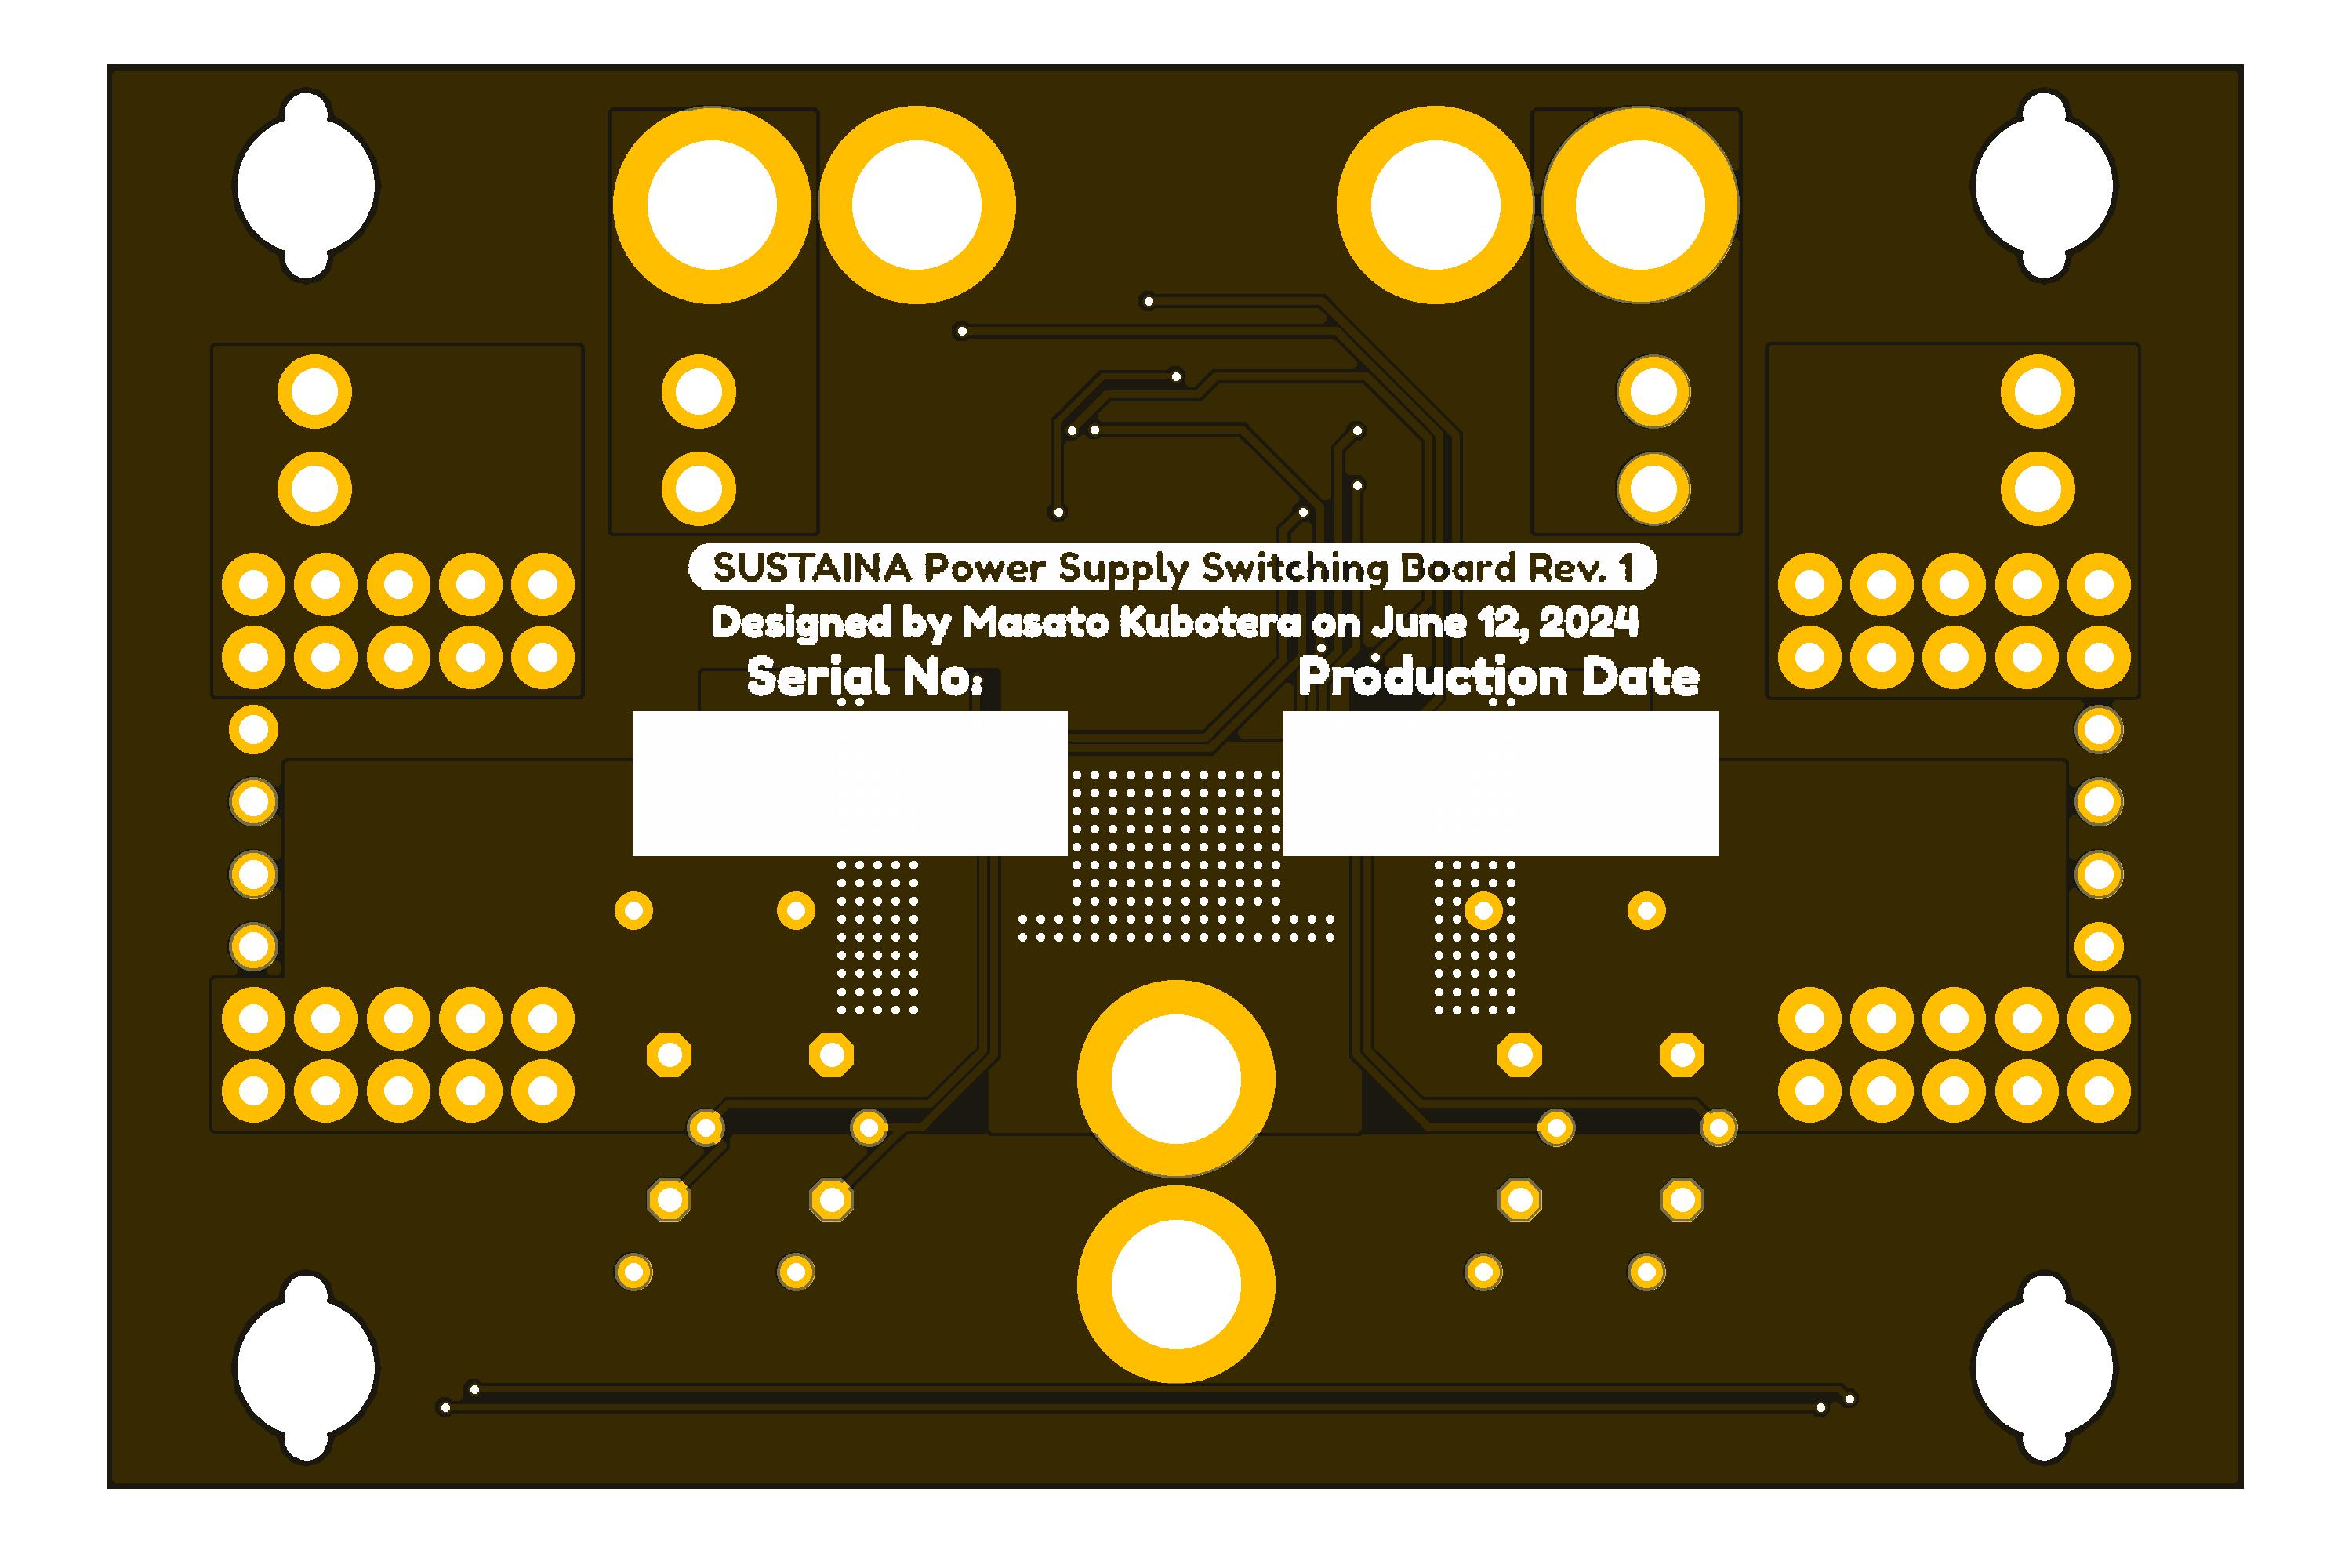 SUSTAINA Power Supply Switching Board Rev. 1
Designed by Masato Kubotera on June 12, 2024
Serial No: Production Date